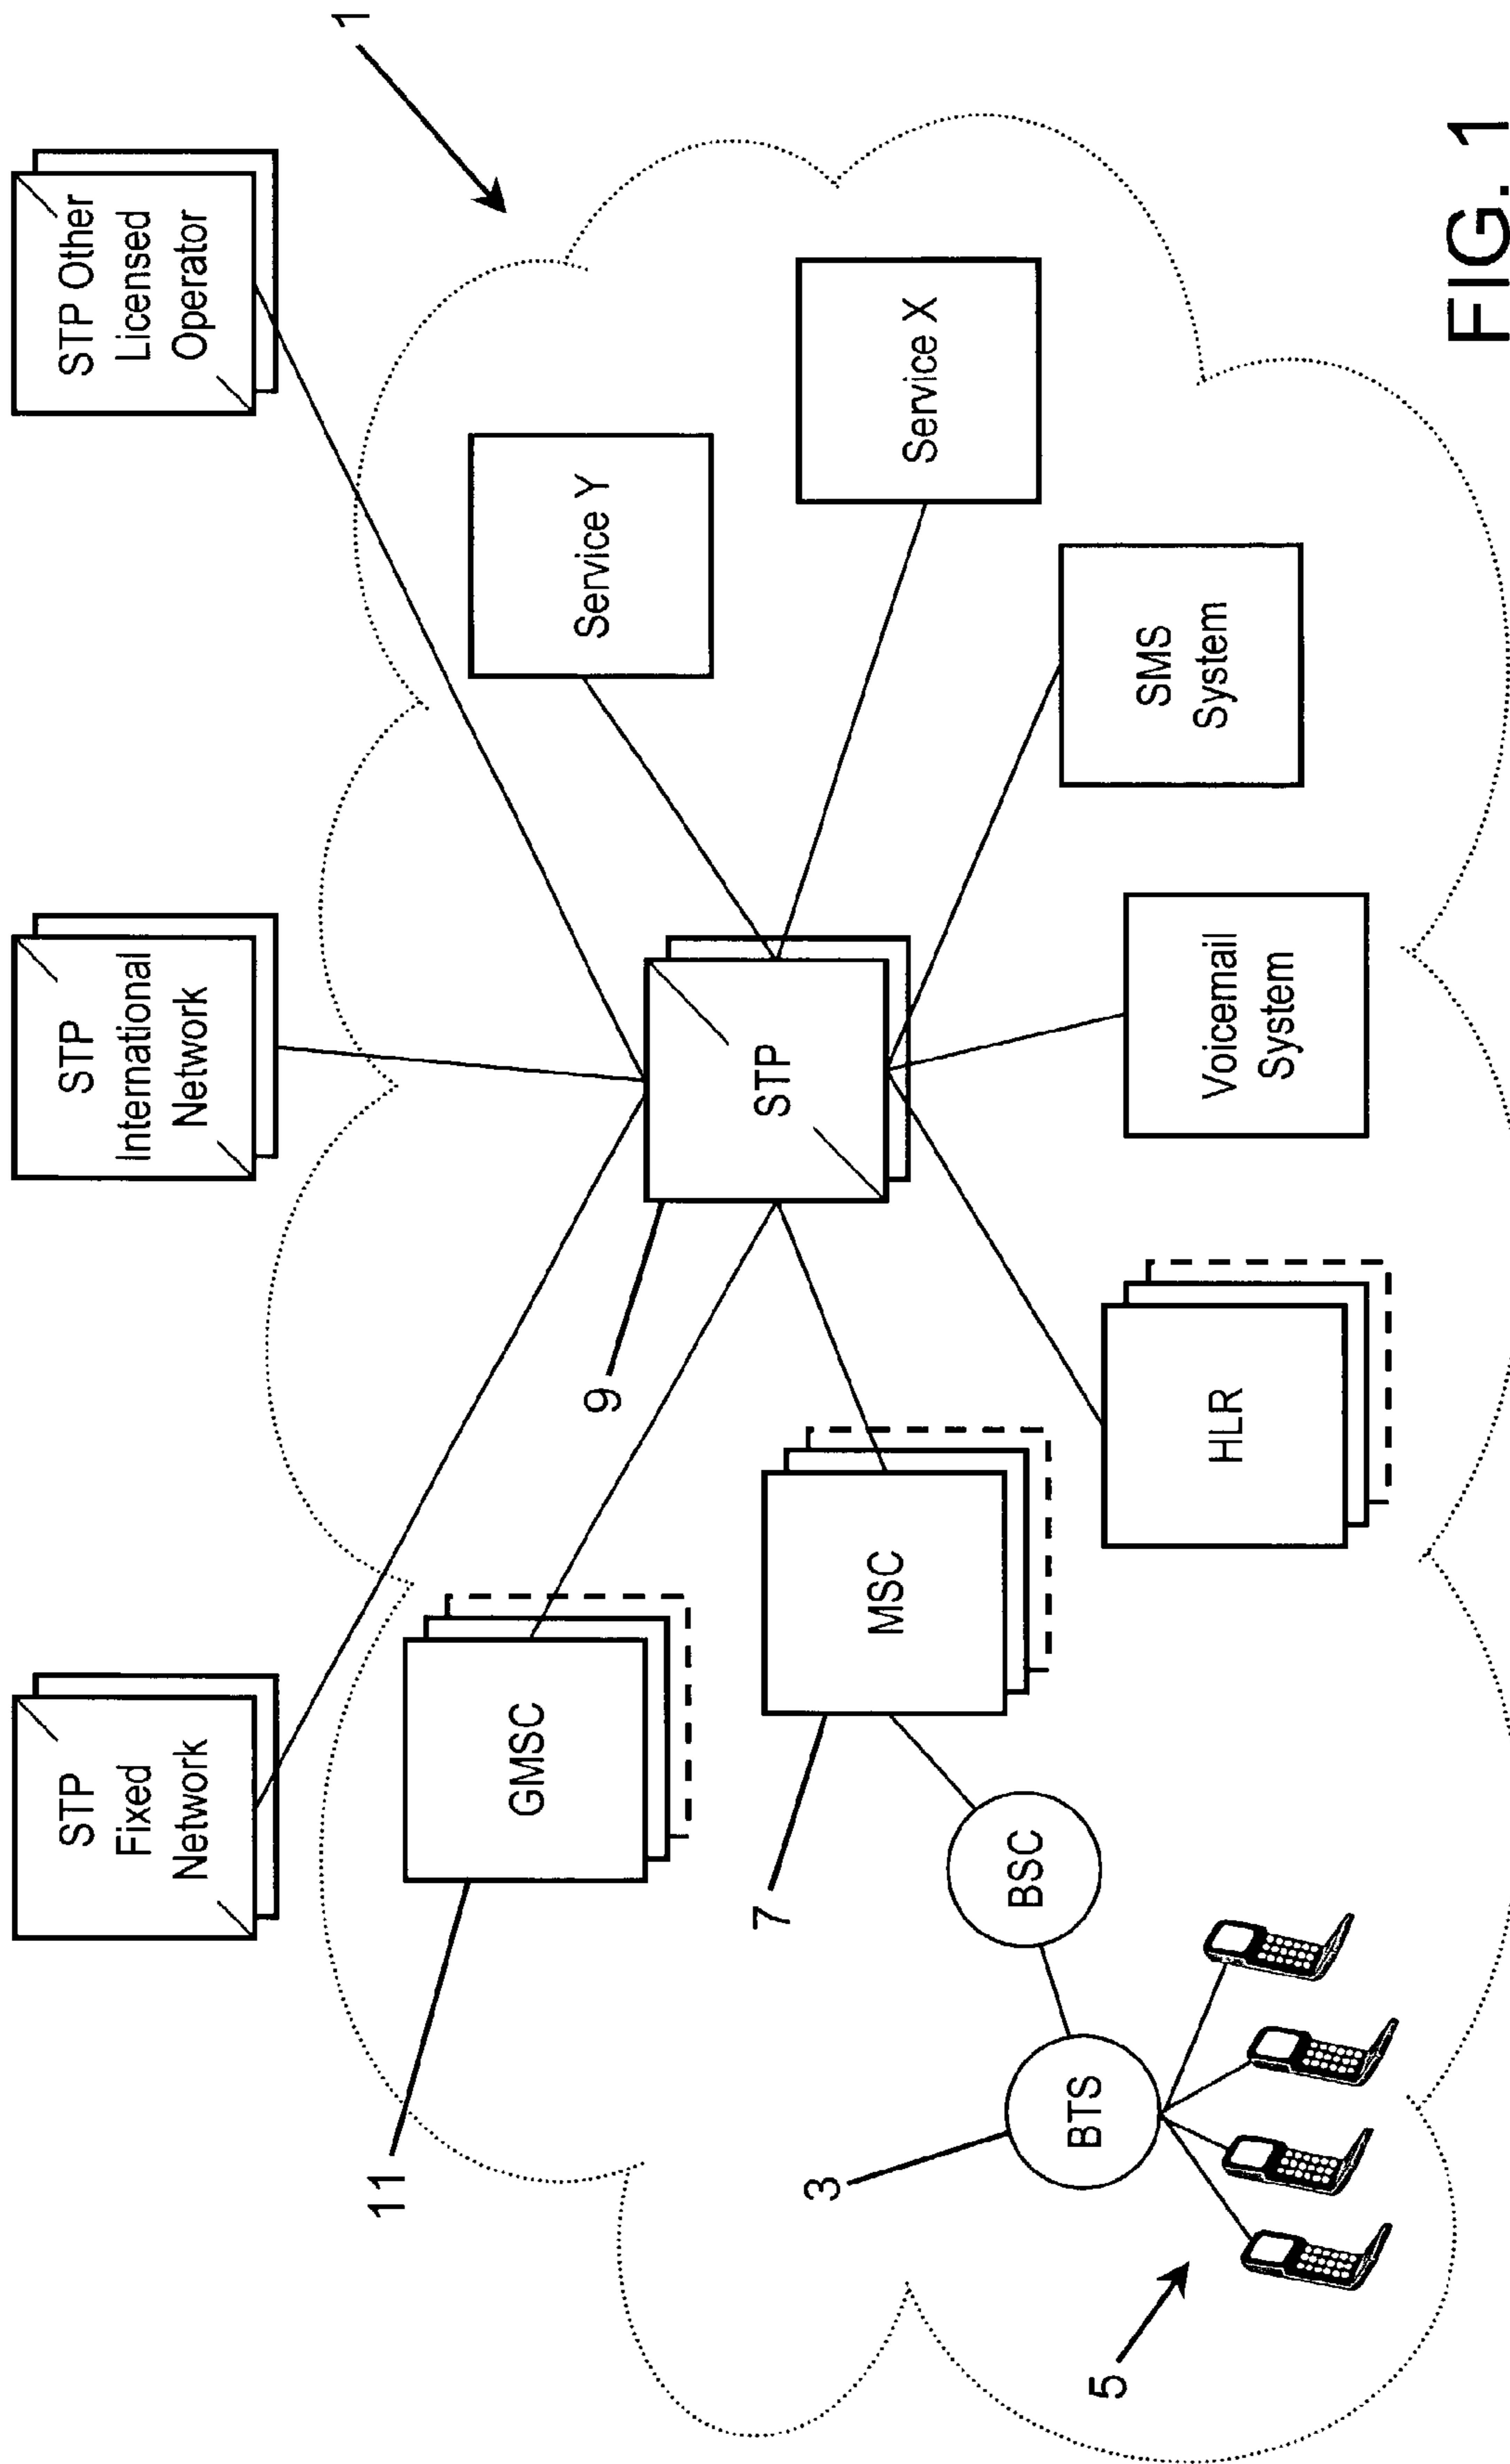 STP
Fixed
Network
STP
International
Network
STP Other
Licensed
Operator
1
11
GMSC
9
Service Y
STP
7
MSC
Service X
3
BTS
BSC
HLR
Voicemail
System
SMS
System
5
FIG. 1